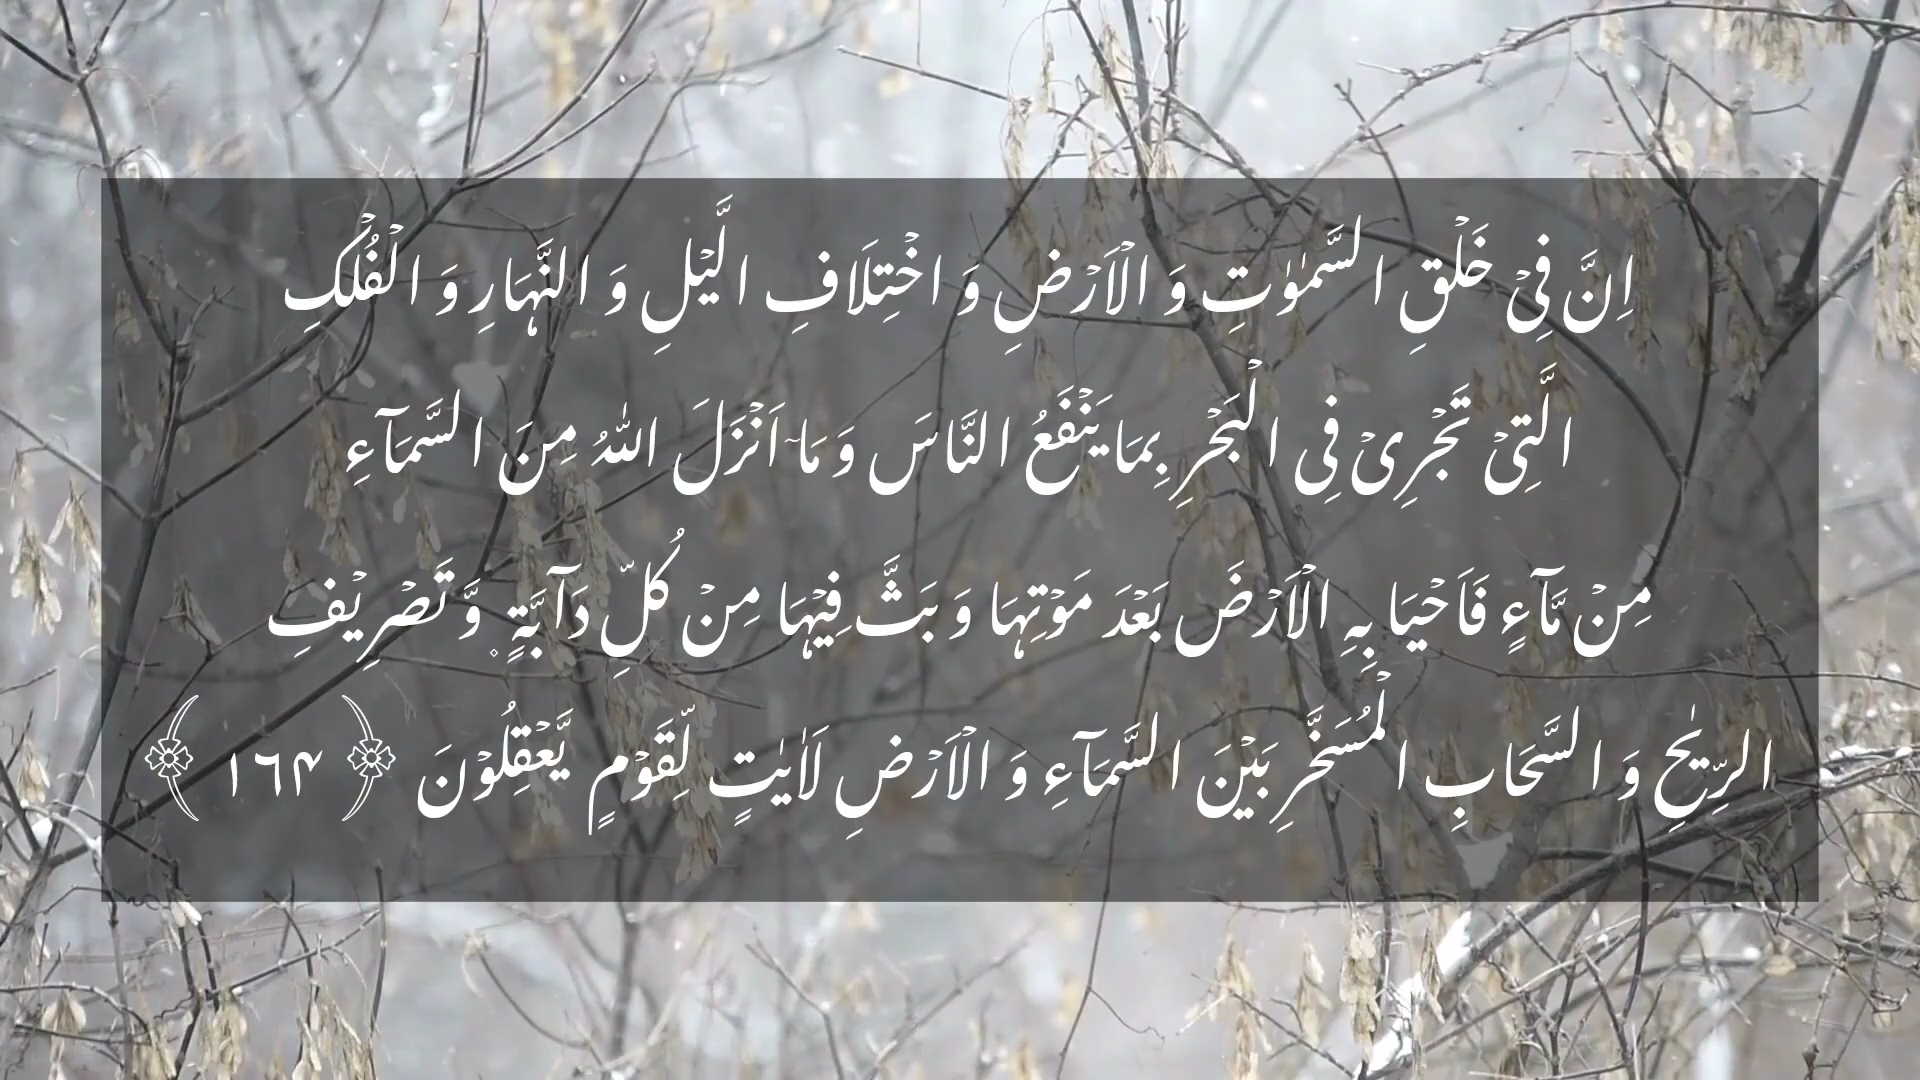 اِنَّ فِیۡ خَلۡقِ السَّمٰوٰتِ وَ الۡاَرۡضِ وَ اخۡتِلَافِ الَّیۡلِ وَ النَّہَارِ وَ الۡفُلۡکِ
الَّتِیۡ تَجۡرِیۡ فِی الۡبَحۡرِ بِمَا یَنۡفَعُ النَّاسَ وَ مَاۤ اَنۡزَلَ اللّٰہُ مِنَ السَّمَآءِ
مِنۡ مَّآءٍ فَاَحۡیَا بِہِ الۡاَرۡضَ بَعۡدَ مَوۡتِہَا وَ بَثَّ فِیۡہَا مِنۡ کُلِّ دَآبَّۃٍ ۪ وَّ تَصۡرِیۡفِ
الرِّیٰحِ وَ السَّحَابِ الۡمُسَخَّرِ بَیۡنَ السَّمَآءِ وَ الۡاَرۡضِ لَاٰیٰتٍ لِّقَوۡمٍ یَّعۡقِلُوۡنَ ﴿۱۶۴﴾